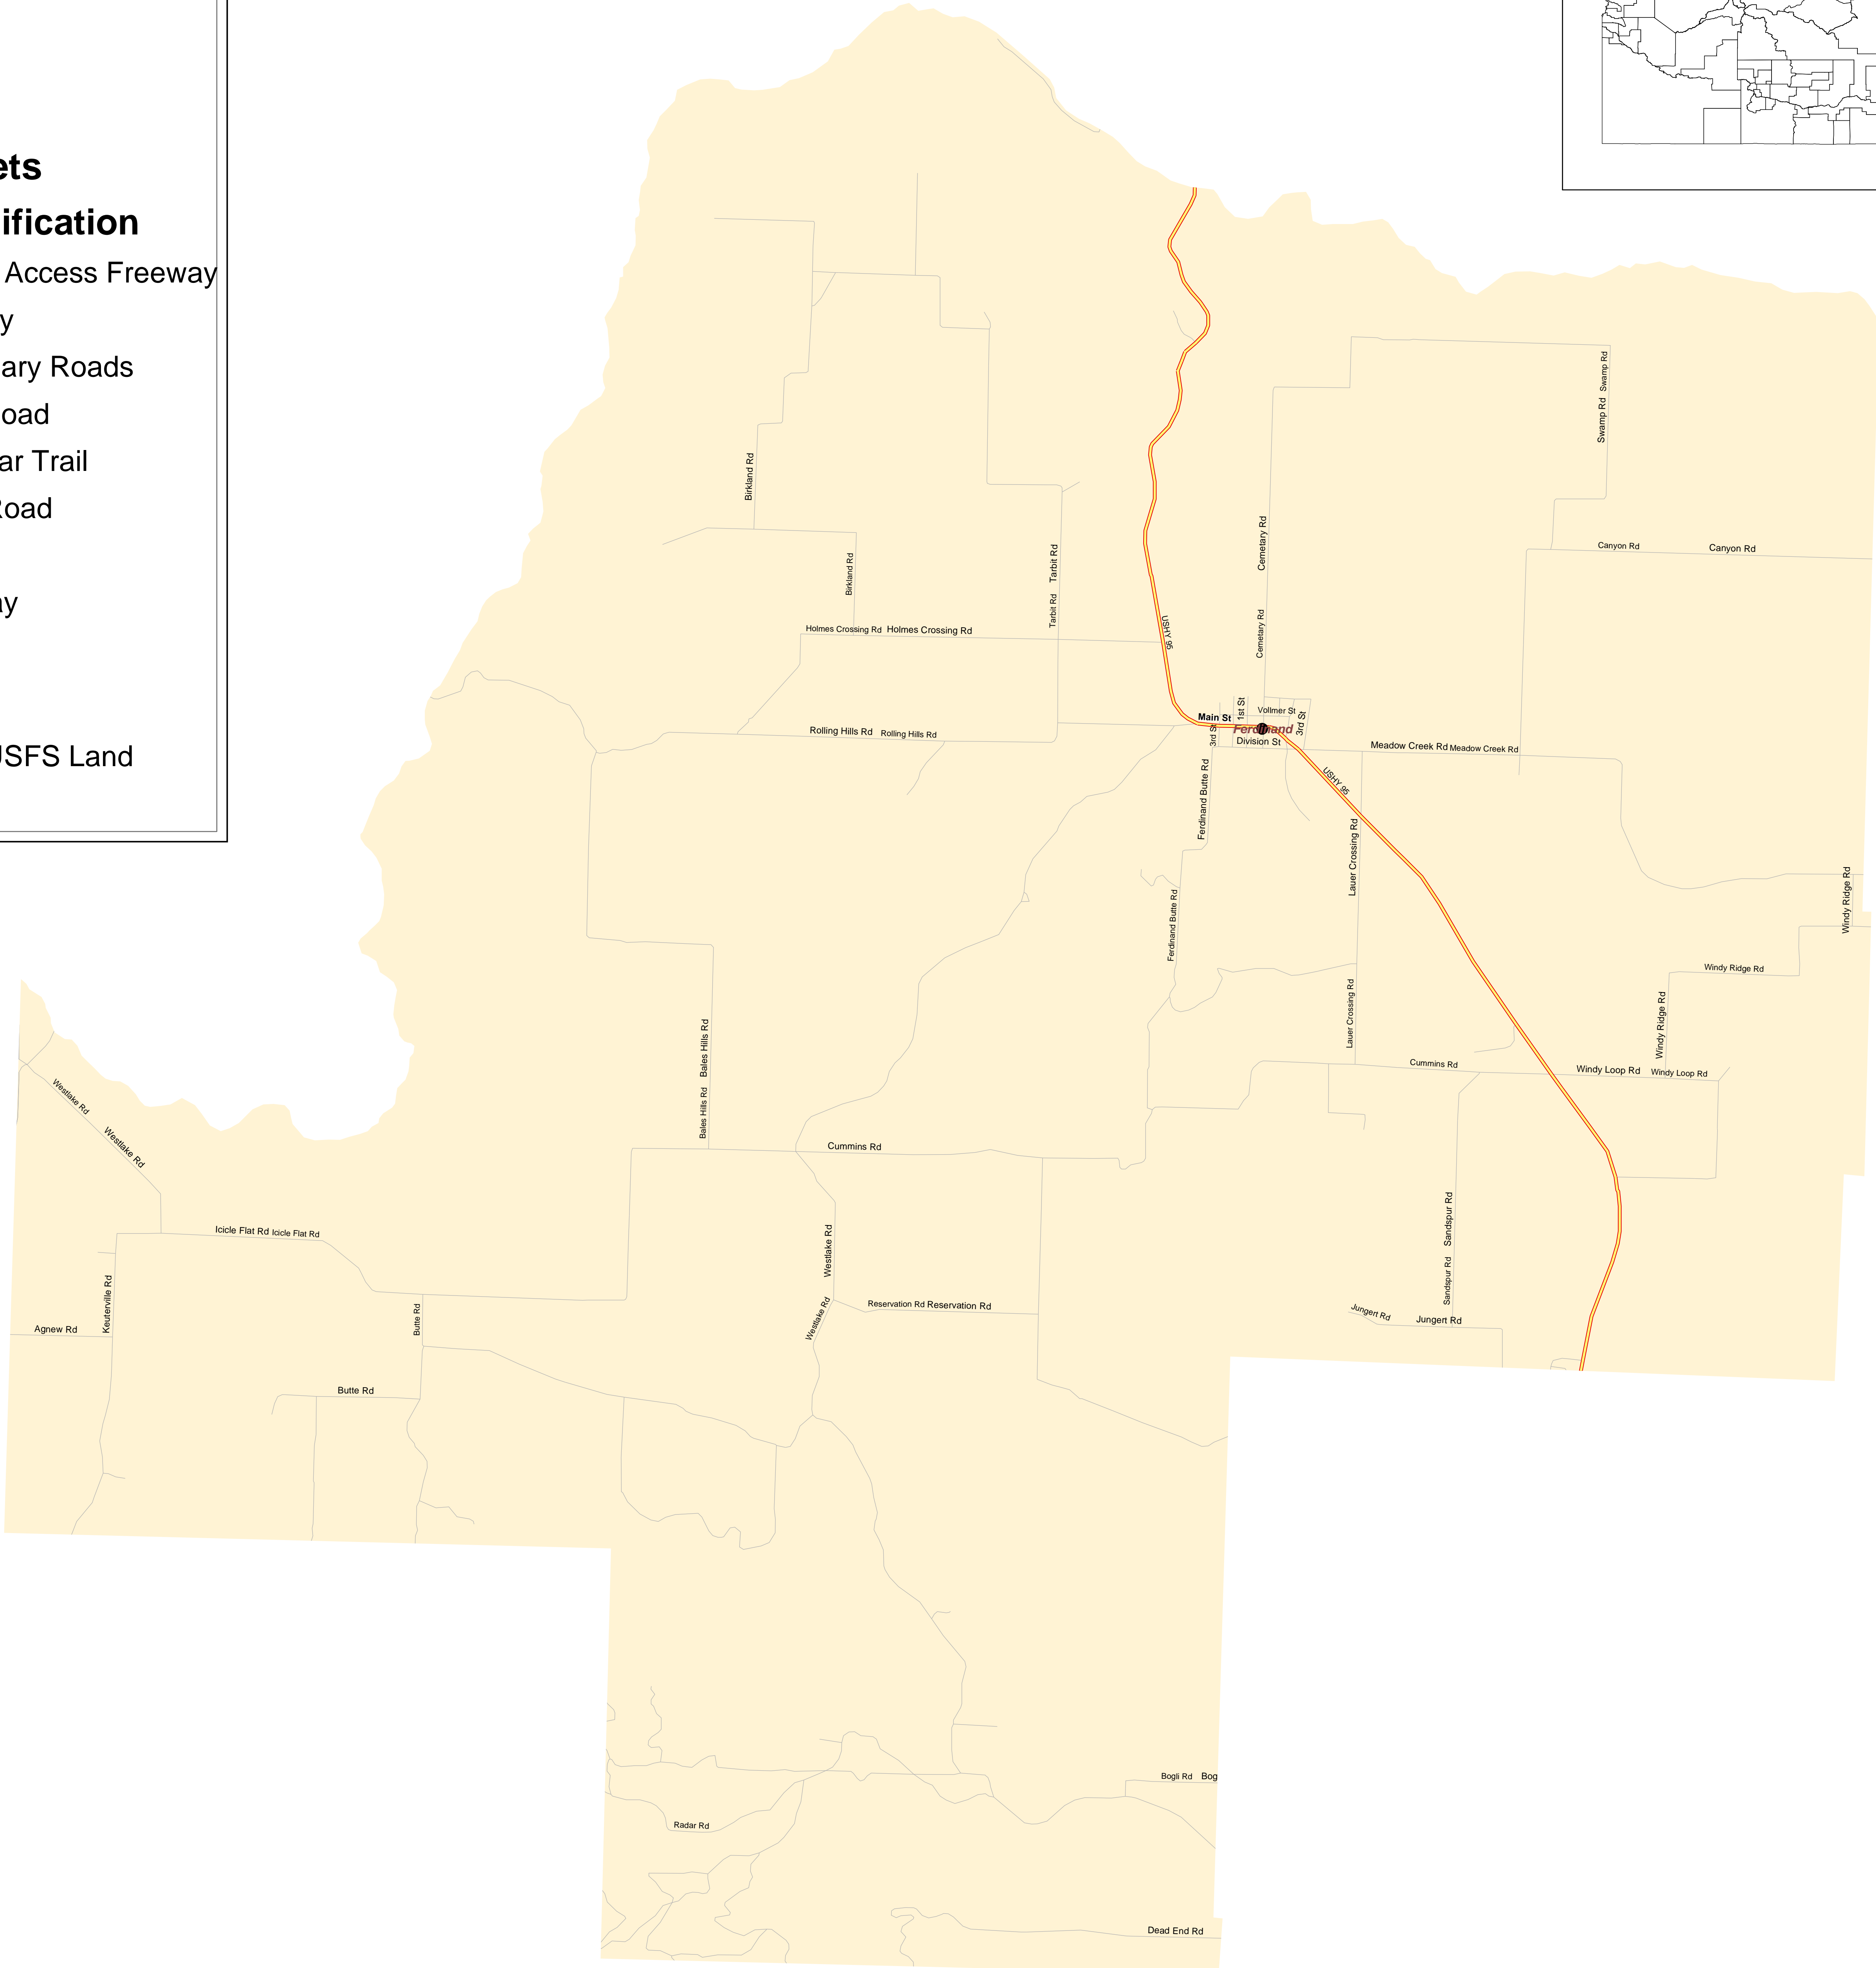 ets
ification
Access Freeway
y
ary Roads
oad
ar Trail
Road
ay
USFS Land
Swamp Rd
Swamp Rd
Birkland Rd
Cemetary Rd
Canyon Rd
Canyon Rd
Tarbit Rd
Birkland Rd
Tarbit Rd
Cemetary Rd
USHY 95
Holmes Crossing Rd
Holmes Crossing Rd
1st St
Vollmer St
Main St
3rd St
3rd St
Ferdinand
Division St
Rolling Hills Rd
Rolling Hills Rd
Meadow Creek Rd
Meadow Creek Rd
USHY 95
Ferdinand Butte Rd
Lauer Crossing Rd
Windy Ridge Rd
Ferdinand Butte Rd
Windy Ridge Rd
Lauer Crossing Rd
Windy Ridge Rd
Bales Hills Rd
Cummins Rd
Windy Loop Rd
Windy Loop Rd
Westlake Rd
Bales Hills Rd
Westlake Rd
Cummins Rd
Icicle Flat Rd
Icicle Flat Rd
Westlake Rd
Sandspur Rd
Sandspur Rd
Keuterville Rd
Butte Rd
Westlake Rd
Reservation Rd
Reservation Rd
Jungert Rd
Jungert Rd
Agnew Rd
Butte Rd
Bogli Rd
Bog
Radar Rd
Dead End Rd